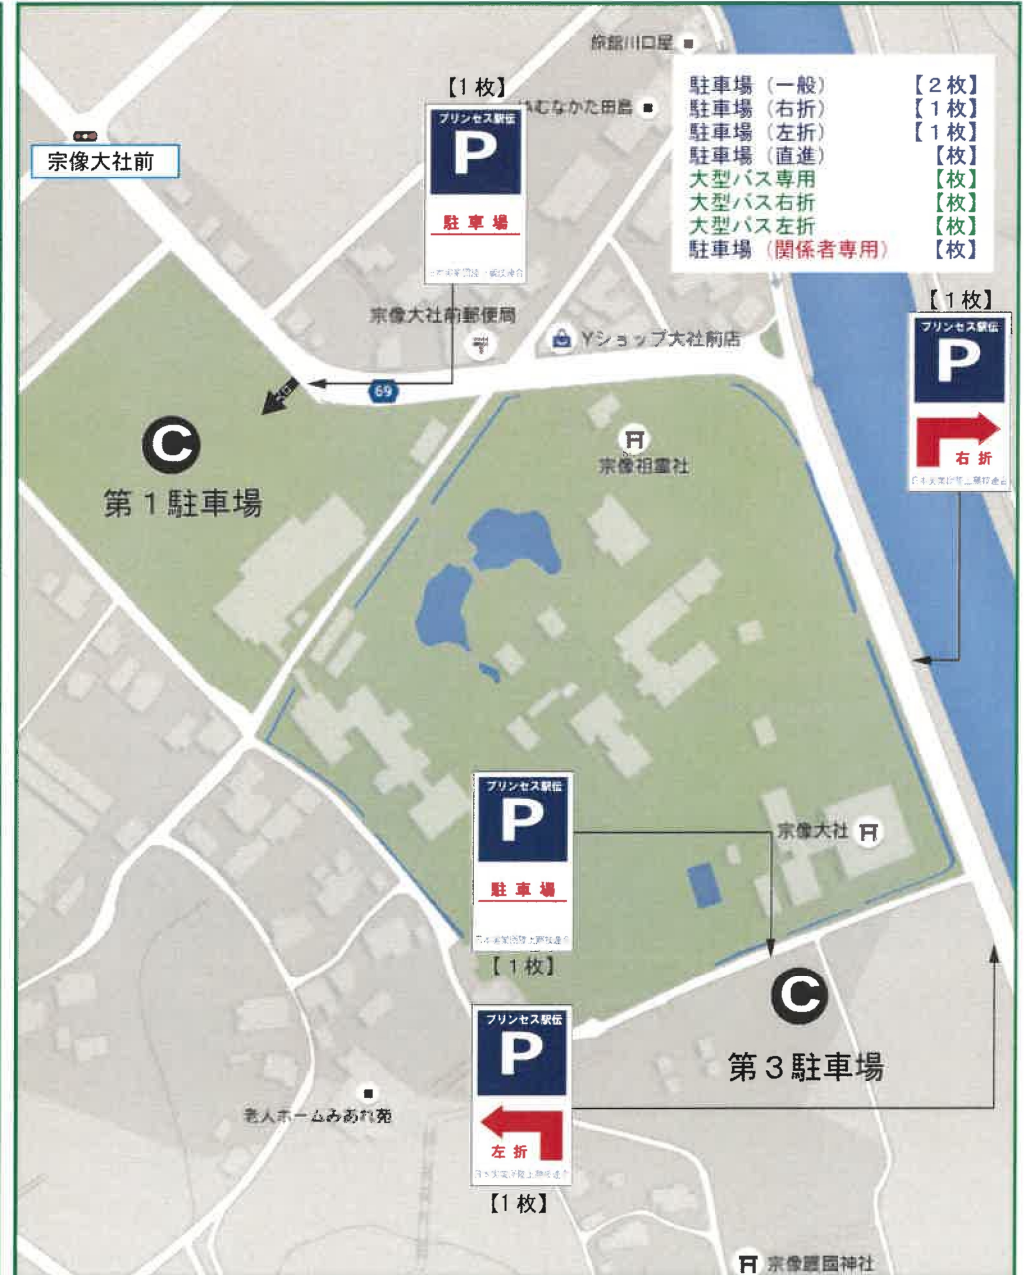 旅館川口屋
【1枚】
プリンセス駅伝
P
駐車場
宗像大社前
駐車場（一般）　【2枚】
駐車場（右折）　【1枚】
駐車場（左折）　【1枚】
駐車場（直進）　【枚】
大型バス専用　【枚】
大型バス右折　【枚】
大型バス左折　【枚】
駐車場（関係者専用）　【枚】
むなかた田島
宗像大社前郵便局
Yショップ大社前店
69
【1枚】
プリンセス駅伝
P
右折
C
第1駐車場
宗像祖霊社
プリンセス駅伝
P
駐車場
【1枚】
宗像大社
C
第3駐車場
プリンセス駅伝
P
左折
【1枚】
老人ホームみあれ苑
宗像護國神社